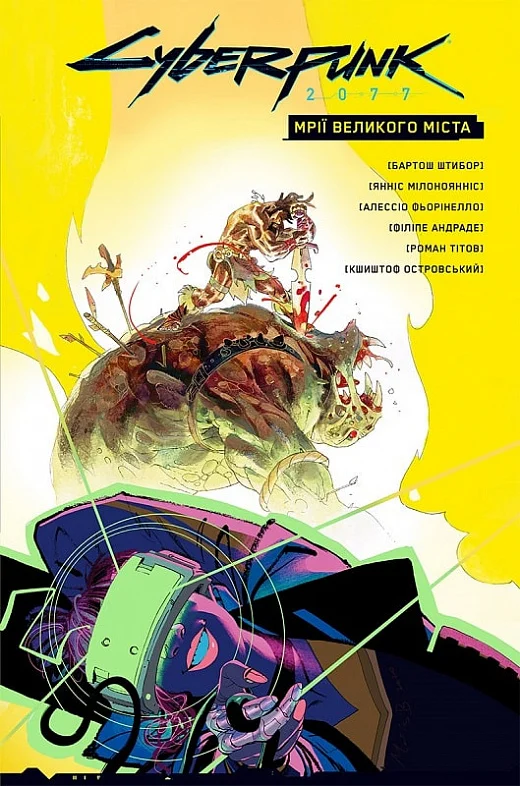 CYBERPUNK
2077
МРІЇ ВЕЛИКОГО МІСТА
[БАРТОШ ШТИБОР]
[ЯННІС МІЛОНОЯННІС]
[АЛЕССІО ФЬОРІНЕЛЛО]
[ФІЛІПЕ АНДРАДЕ]
[РОМАН ТІТОВ]
[КШИШТОФ ОСТРОВСЬКИЙ]